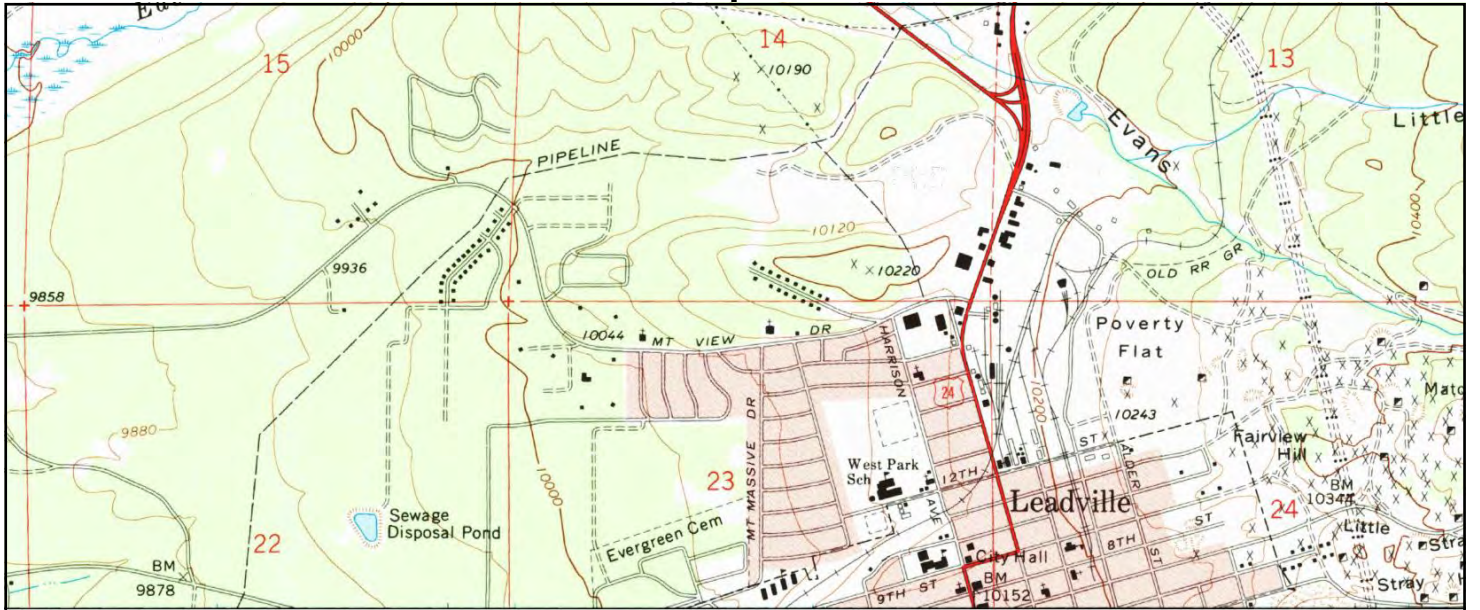 15
10000
14
10190
13
Evans
Little
PIPELINE
10120
10400
9936
10220
OLD RR GR
9858
10044
MT VIEW DR
HARRISON
AVE
Poverty
Flat
24
10200
10243
MT MASSIVE DR
9880
10000
West Park
Sch
12TH ST
ALDER ST
Fairview
Hill
BM
10344
23
Leadville
24
Sewage
Disposal Pond
22
Evergreen Cem
ST
8TH
Little
City Hall
BM
9878
9TH ST
BM
10152
Stray